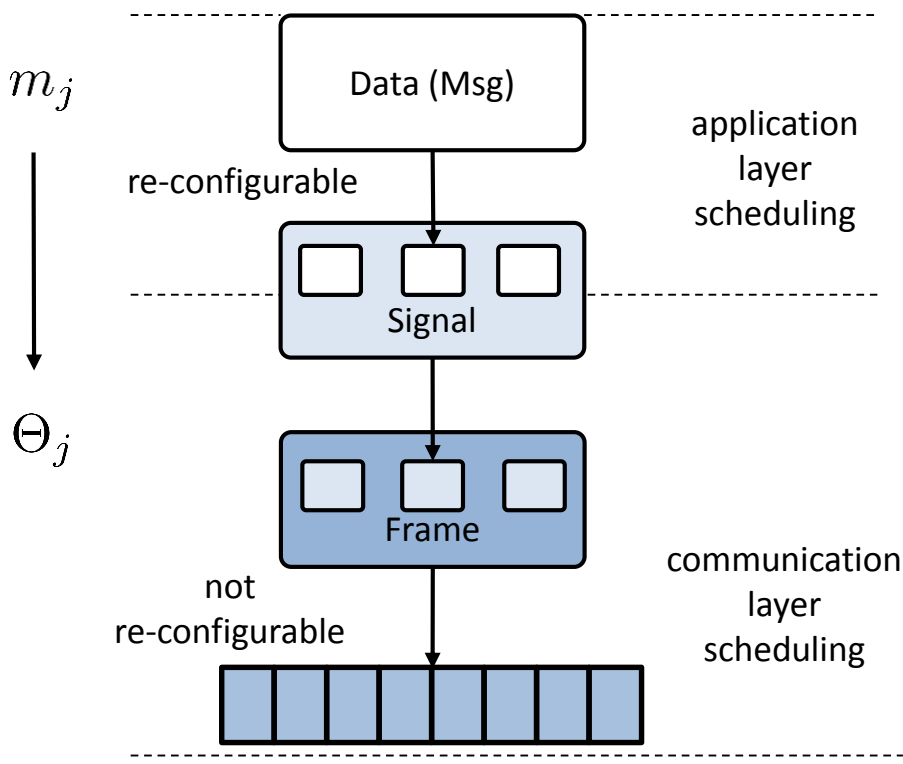 Data (Msg)
m_j
application
layer
scheduling
re-configurable
Signal
Θ_j
Frame
not
re-configurable
communication
layer
scheduling